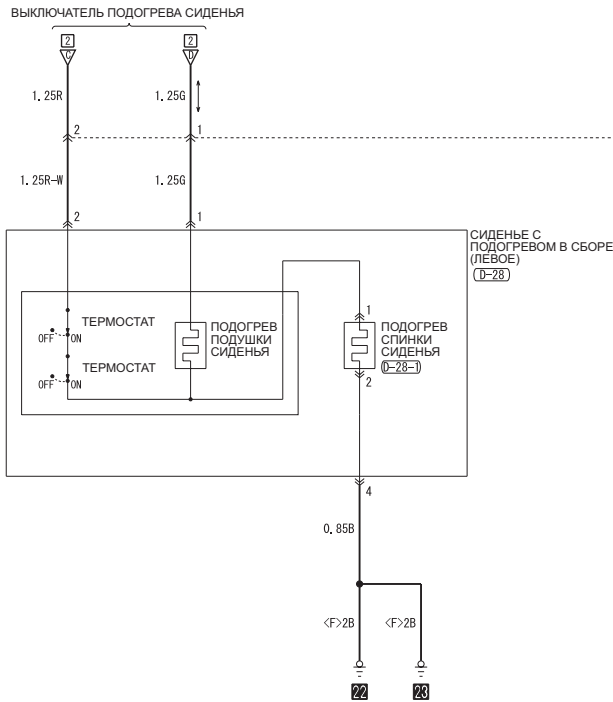 ВЫКЛЮЧАТЕЛЬ ПОДОГРЕВА СИДЕНЬЯ
2 2
C D
1.25R 1.25G
2 1
1.25R-W 1.25G
2 1
СИДЕНЬЕ С
ПОДОГРЕВОМ В СБОРЕ
(ЛЕВОЕ)
D-28
ТЕРМОСТАТ
OFF ON
ТЕРМОСТАТ
OFF ON
ПОДОГРЕВ
ПОДУШКИ
СИДЕНЬЯ
1
ПОДОГРЕВ
СПИНКИ
СИДЕНЬЯ
D-28-1
2
4
0.85B
<F>2B <F>2B
22 23